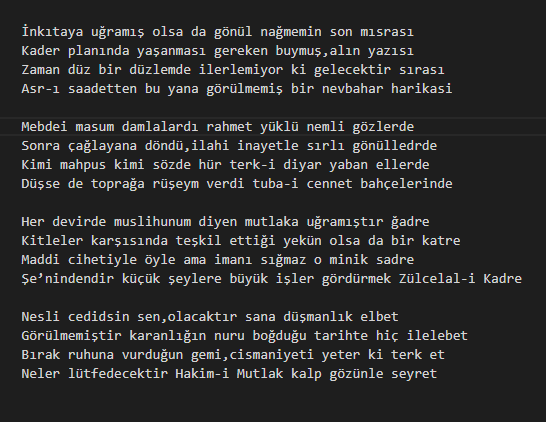 İnkıtaya uğramış olsa da gönül nağmemin son mısrası
Kader planında yaşanması gereken buymuş,alın yazısı
Zaman düz bir düzlemde ilerlemiyor ki gelecektir sırası
Asr-ı saadetten bu yana görülmemiş bir nevbahar harikasi
Mebdei masum damlalardı rahmet yüklü nemli gözlerde
Sonra çağlayana döndü,ilahi inayetle sırlı gönülledrde
Kimi mahpus kimi sözde hür terk-i diyar yaban ellerde
Düşse de toprağa rüşeym verdi tuba-i cennet bahçelerinde
Her devirde muslihunum diyen mutlaka uğramıştır ğadre
Kitleler karşısında teşkil ettiği yekün olsa da bir katre
Maddi cihetiyle öyle ama imanı sığmaz o minik sadre
Şe’nindendir küçük şeylere büyük işler gördürmek Zülcelal-i Kadre
Nesli cedidsin sen,olacaktır sana düşmanlık elbet
Görülmemiştir karanlığın nuru boğduğu tarihte hiç ilelebet
Bırak ruhuna vurduğun gemi,cismaniyeti yeter ki terk et
Neler lütfedecektir Hakim-i Mutlak kalp gözünle seyret